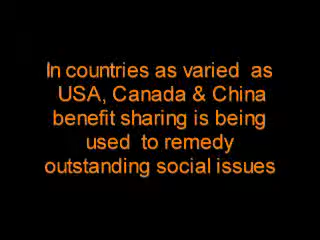 In countries as varied  as
USA, Canada & China
benefit sharing is being
used  to remedy
outstanding social issues